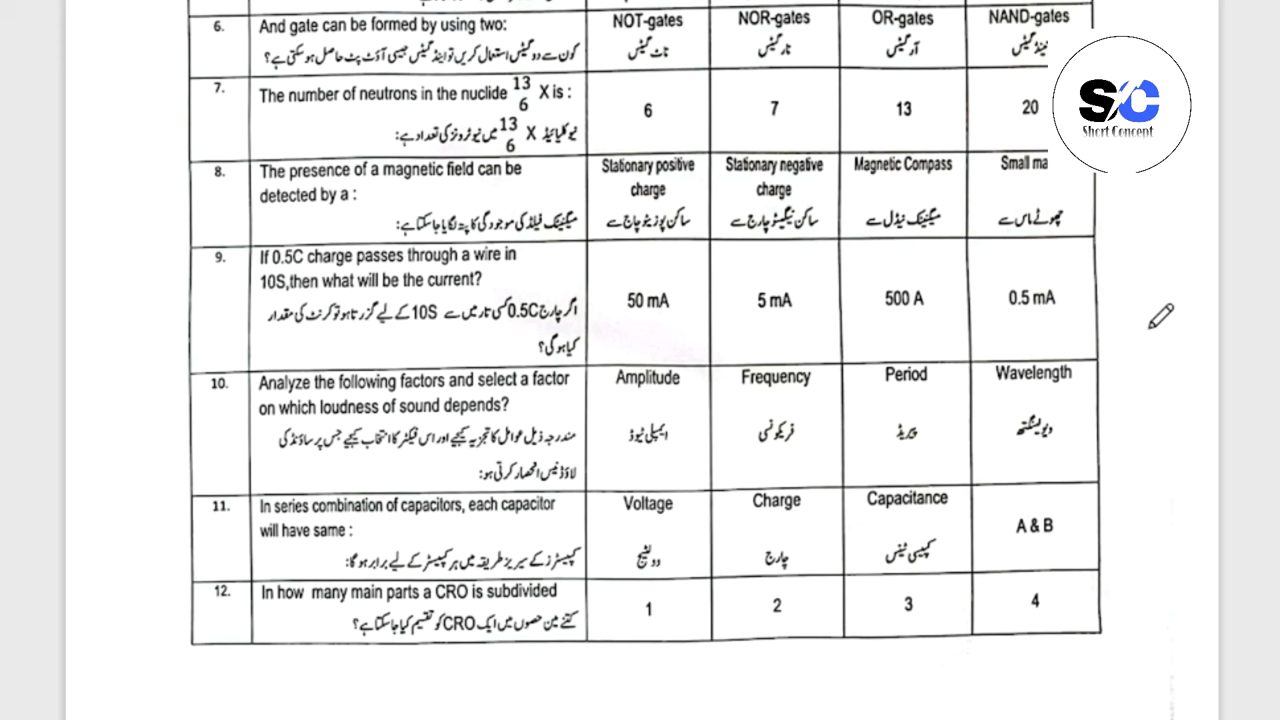 6. And gate can be formed by using two: NOT-gates NOR-gates OR-gates NAND-gates
کون سے دو گیٹس استعمال کریں تو اینڈ گیٹس جیسی آؤٹ پٹ حاصل ہو سکتی ہے؟ ناٹ گیٹس نار گیٹس آر گیٹس نینڈ گیٹس
7. The number of neutrons in the nuclide 13 6 X is : 6 7 13 20
نیوکلیائیڈ X 13 6 میں نیوٹرونز کی تعداد ہے:
8. The presence of a magnetic field can be Stationary positive Stationary negative Magnetic Compass Small ma
detected by a : charge charge
میگنیٹک فیلڈ کی موجودگی کا پتہ لگایا جا سکتا ہے: ساکن پوزیٹو چارج سے ساکن نیگیٹو چارج سے میگنیٹک نیڈل سے چھوٹے ماس سے
9. If 0.5C charge passes through a wire in
10S,then what will be the current? 50 mA 5 mA 500 A 0.5 mA
اگر چارج 0.5C کسی تار میں سے 10S کے لیے گزرتا ہو تو کرنٹ کی مقدار
کیا ہو گی؟
10. Analyze the following factors and select a factor Amplitude Frequency Period Wavelength
on which loudness of sound depends?
مندرجہ ذیل عوامل کا تجزیہ کیجیے اور اس فیکٹر کا انتخاب کیجیے جس پر ساؤنڈ کی ایمپلی ٹیوڈ فریکوئنسی پیریڈ ویولینگتھ
لاؤڈنیس انحصار کرتی ہو:
11. In series combination of capacitors, each capacitor Voltage Charge Capacitance
will have same : A & B
کپیسٹرز کے سیریز طریقہ میں ہر کپیسٹر کے لیے برابر ہو گا: وولٹیج چارج کپیسی ٹینس
12. In how many main parts a CRO is subdivided 1 2 3 4
کتنے مین حصوں میں ایک CRO کو تقسیم کیا جا سکتا ہے؟
S/C
Short Concept